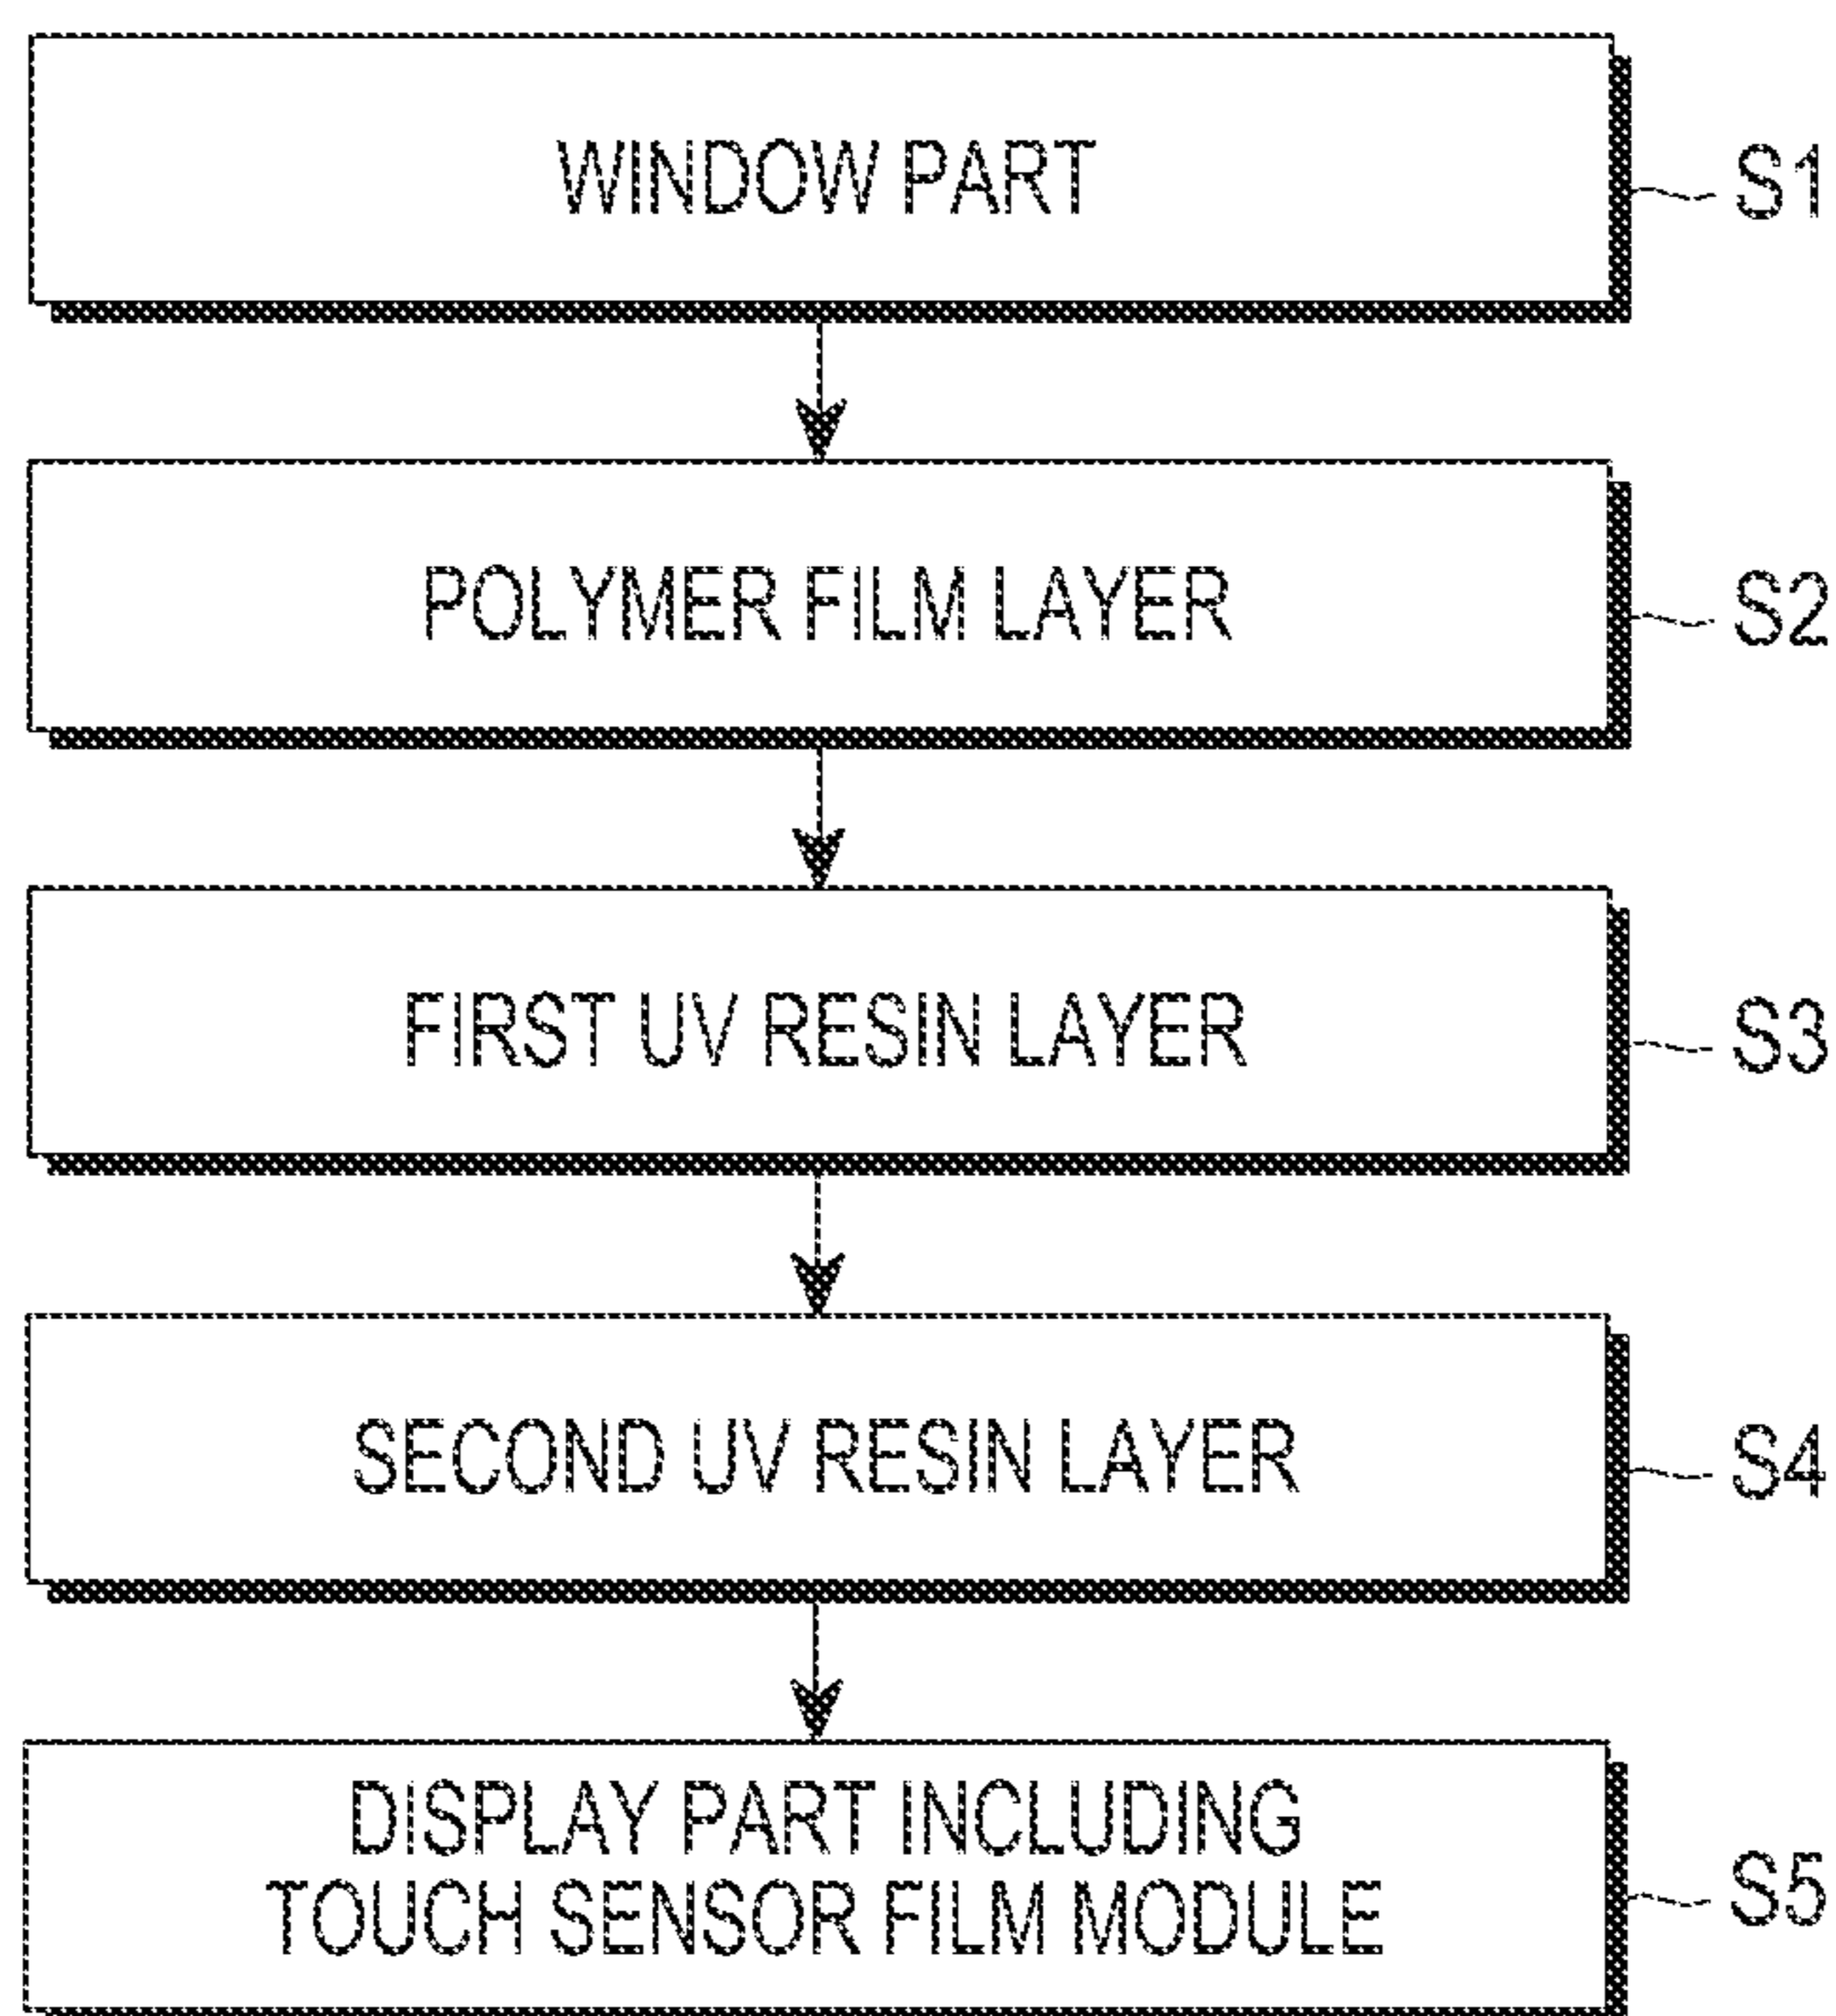 WINDOW PART
S1
POLYMER FILM LAYER
S2
FIRST UV RESIN LAYER
S3
SECOND UV RESIN LAYER
S4
DISPLAY PART INCLUDING
TOUCH SENSOR FILM MODULE
S5